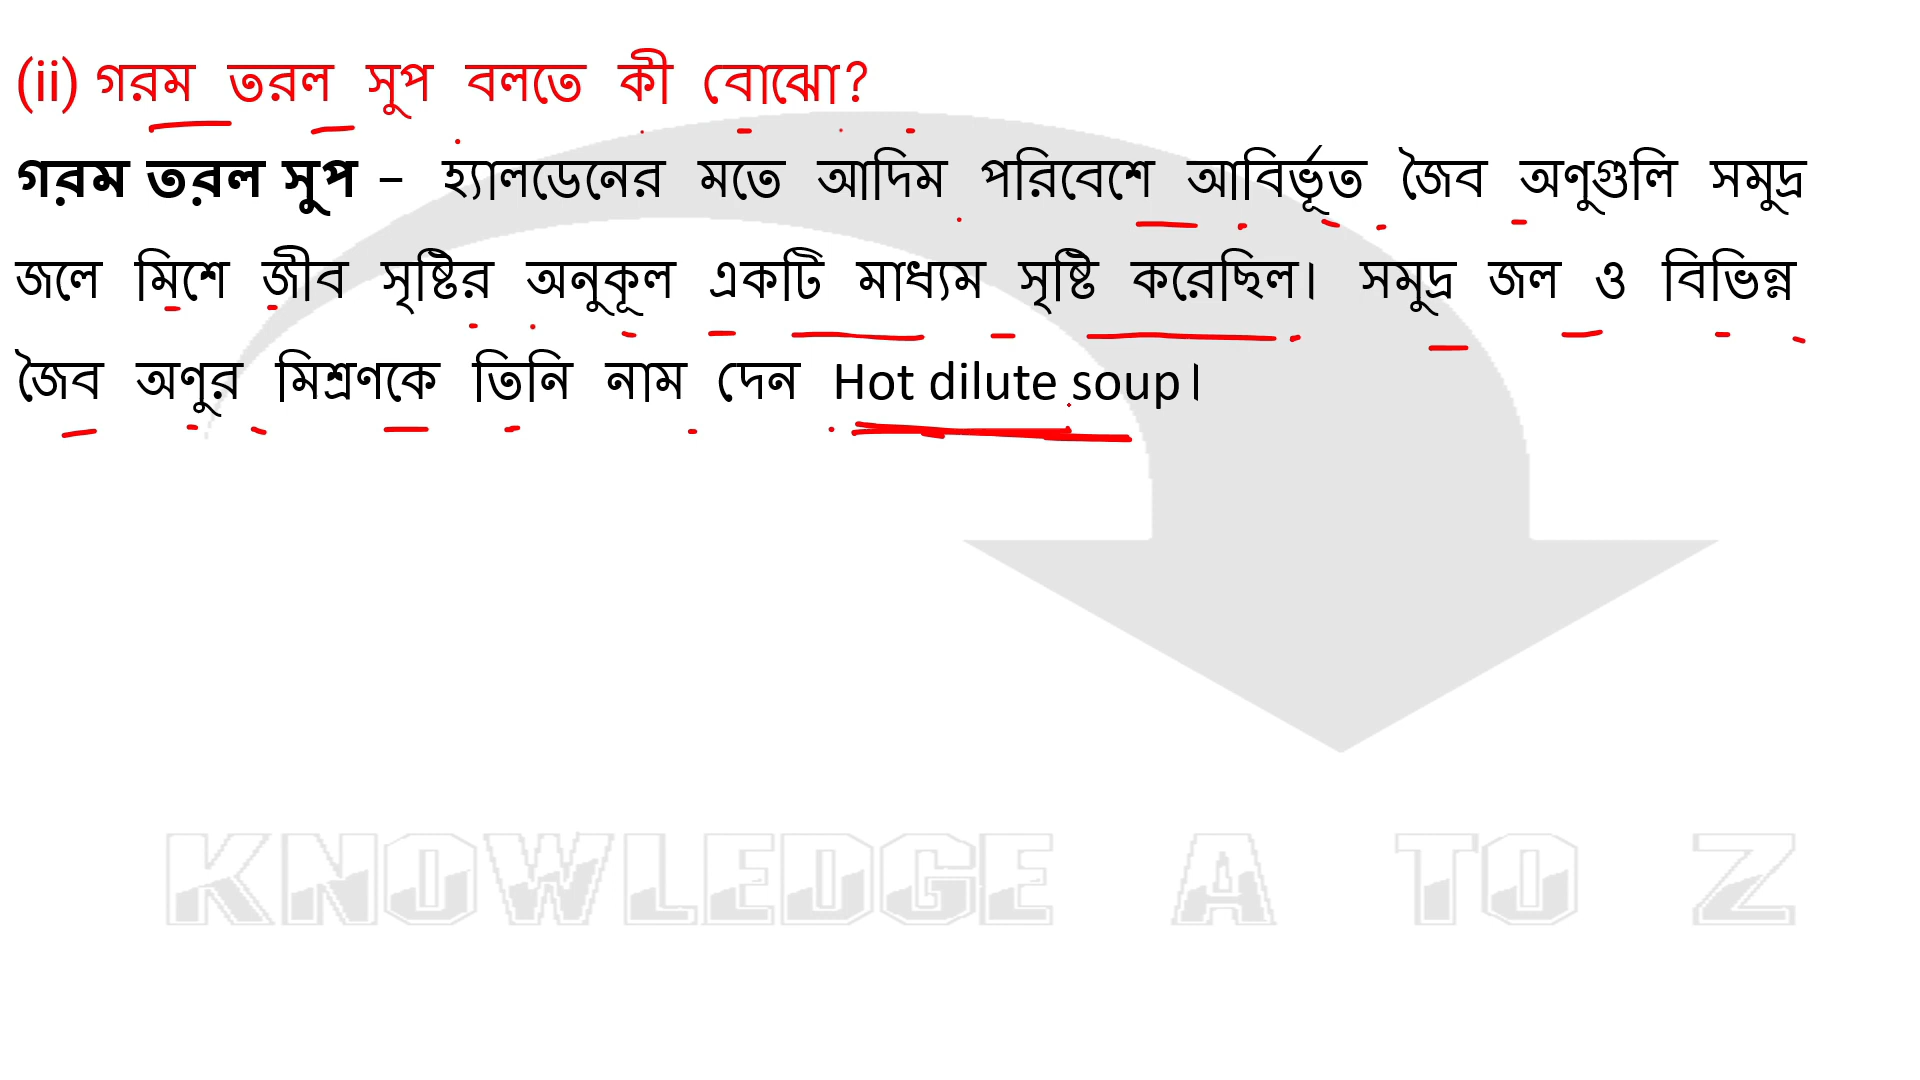 (ii) গরম তরল সুপ বলতে কী বোঝো?
গরম তরল সুপ – হ্যালডেনের মতে আদিম পরিবেশে আবির্ভূত জৈব অণুগুলি সমুদ্র
জলে মিশে জীব সৃষ্টির অনুকূল একটি মাধ্যম সৃষ্টি করেছিল। সমুদ্র জল ও বিভিন্ন
জৈব অণুর মিশ্রণকে তিনি নাম দেন Hot dilute soup।
KNOWLEDGE A TO Z